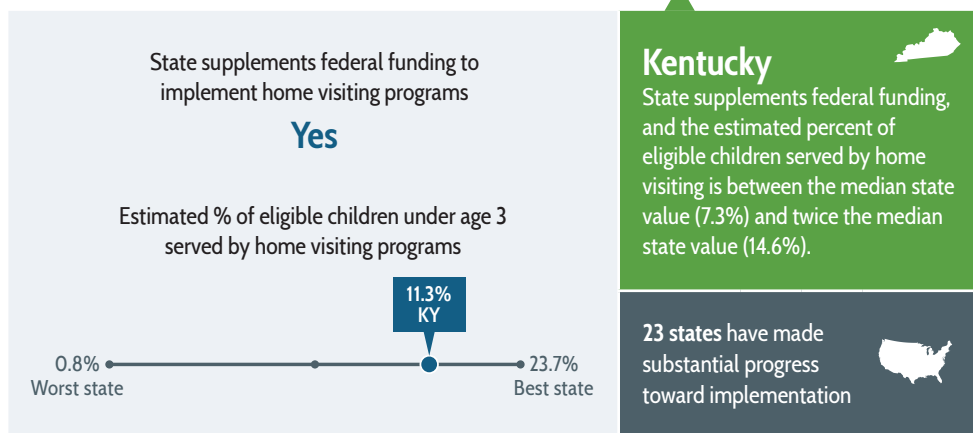 State supplements federal funding to
implement home visiting programs
Yes
Estimated % of eligible children under age 3
served by home visiting programs
11.3%
KY
0.8%
Worst state
23.7%
Best state
Kentucky
State supplements federal funding,
and the estimated percent of
eligible children served by home
visiting is between the median state
value (7.3%) and twice the median
state value (14.6%).
23 states have made
substantial progress
toward implementation